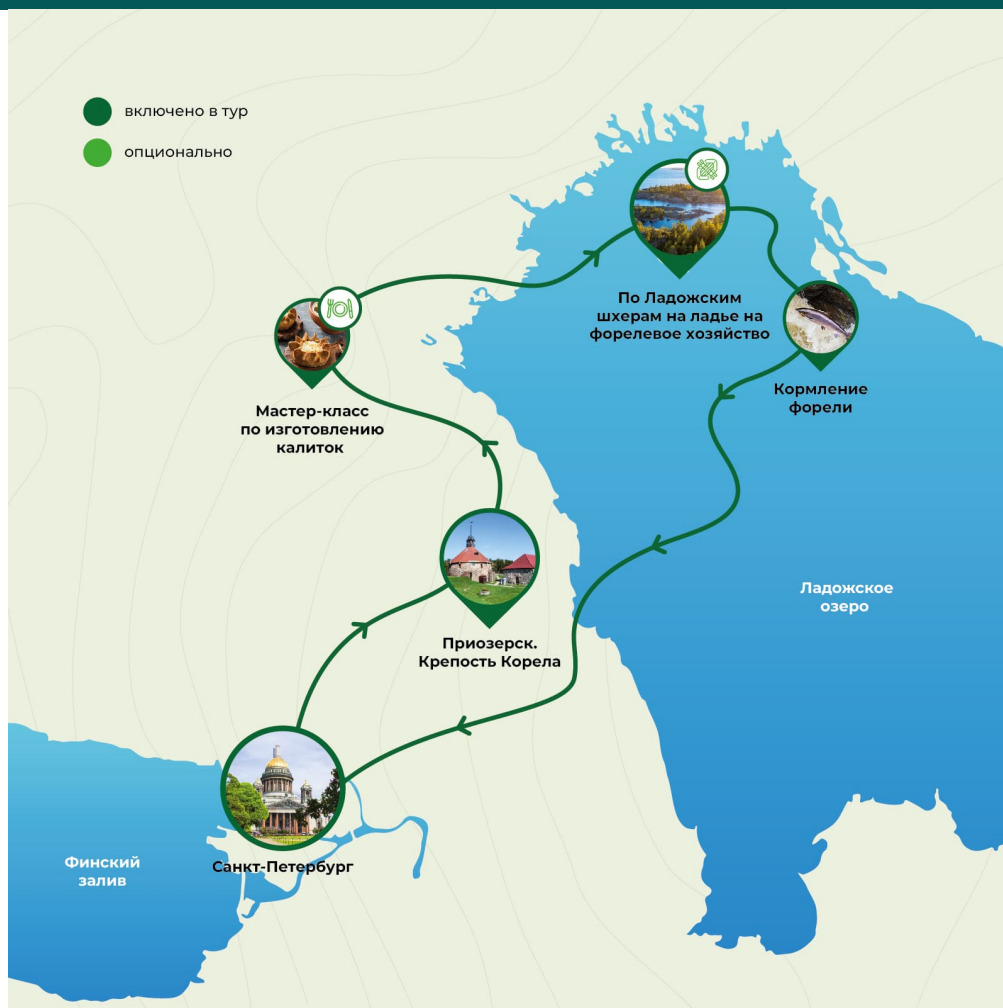 включено в тур
опционально
По Ладожским
шхерам на ладье на
форелевое хозяйство
Кормление
форели
Мастер-класс
по изготовлению
калиток
Ладожское
озеро
Приозерск.
Крепость Корела
Финский
залив
Санкт-Петербург